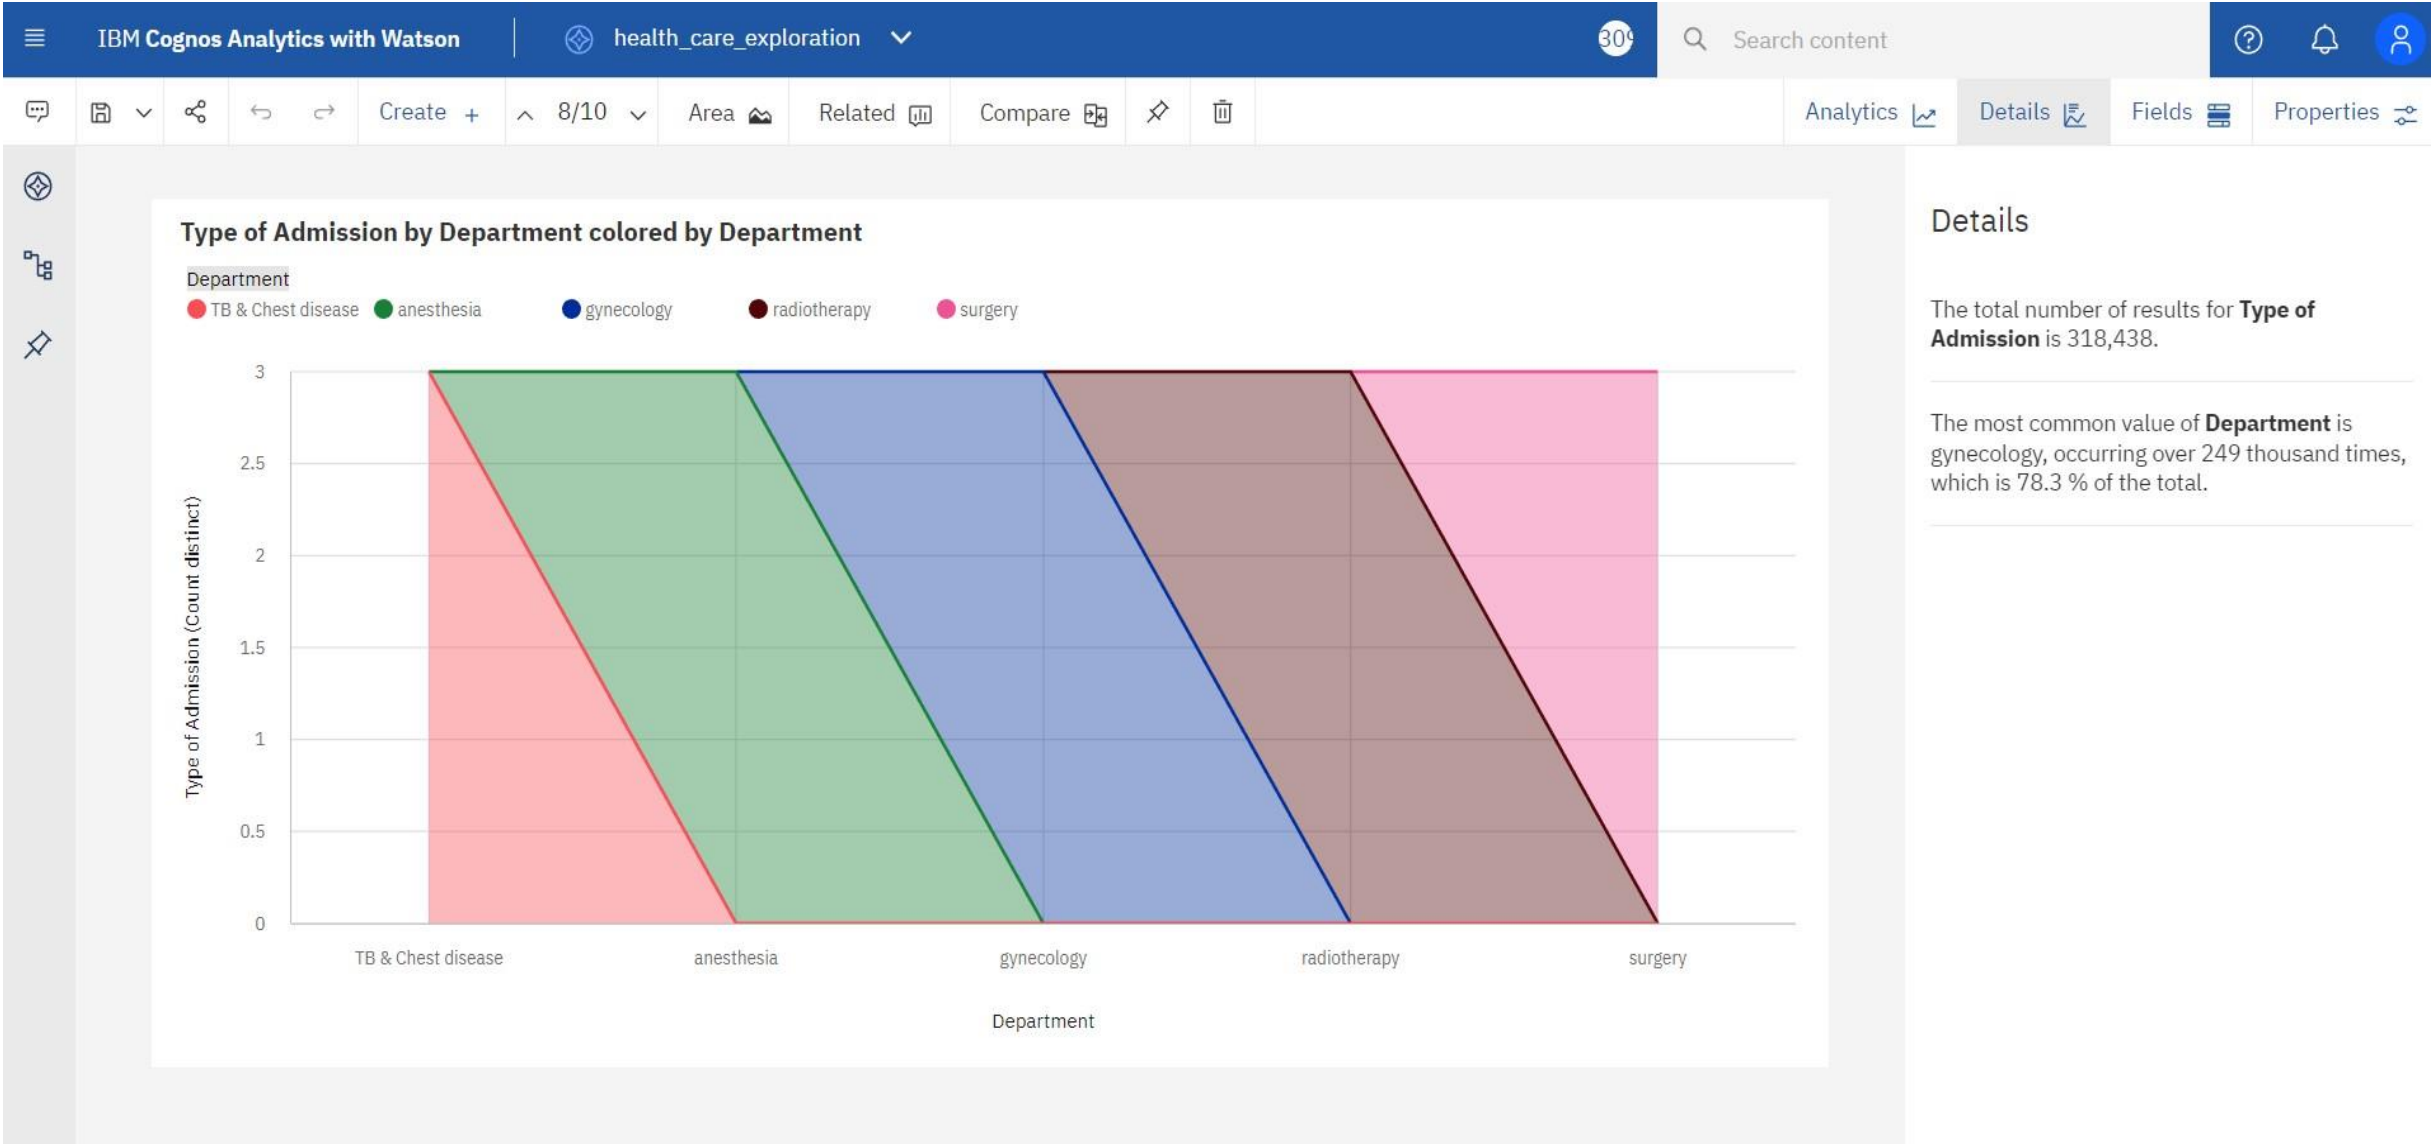 IBM Cognos Analytics with Watson
health_care_exploration
30
Search content
Create +
8/10
Area
Related
Compare
Analytics
Details
Fields
Properties
Type of Admission by Department colored by Department
Department
TB & Chest disease
anesthesia
gynecology
radiotherapy
surgery
Type of Admission (Count distinct)
3
2.5
2
1.5
1
0.5
0
TB & Chest disease
anesthesia
gynecology
radiotherapy
surgery
Department
Details
The total number of results for Type of
Admission is 318,438.
The most common value of Department is
gynecology, occurring over 249 thousand times,
which is 78.3 % of the total.